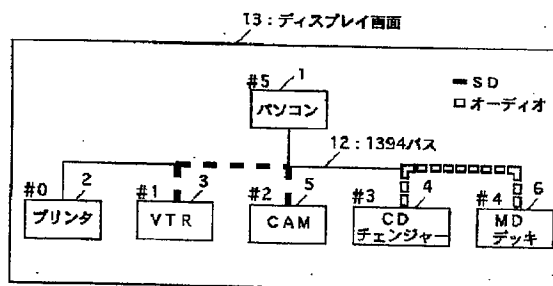 13:ディスプレイ画面
#5 1
パソコン
SD
オーディオ
12:1394バス
#0 2
プリンタ
#1 3
VTR
#2 5
CAM
#3 4
CD
チェンジャー
#4 6
MD
デッキ